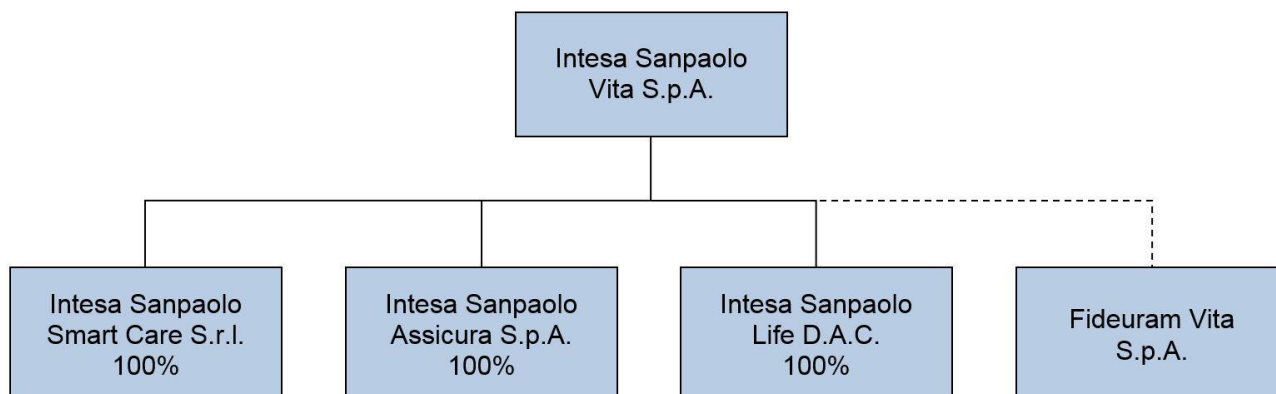 Intesa Sanpaolo
Vita S.p.A.
Intesa Sanpaolo
Smart Care S.r.l.
100%
Intesa Sanpaolo
Assicura S.p.A.
100%
Intesa Sanpaolo
Life D.A.C.
100%
Fideuram Vita
S.p.A.